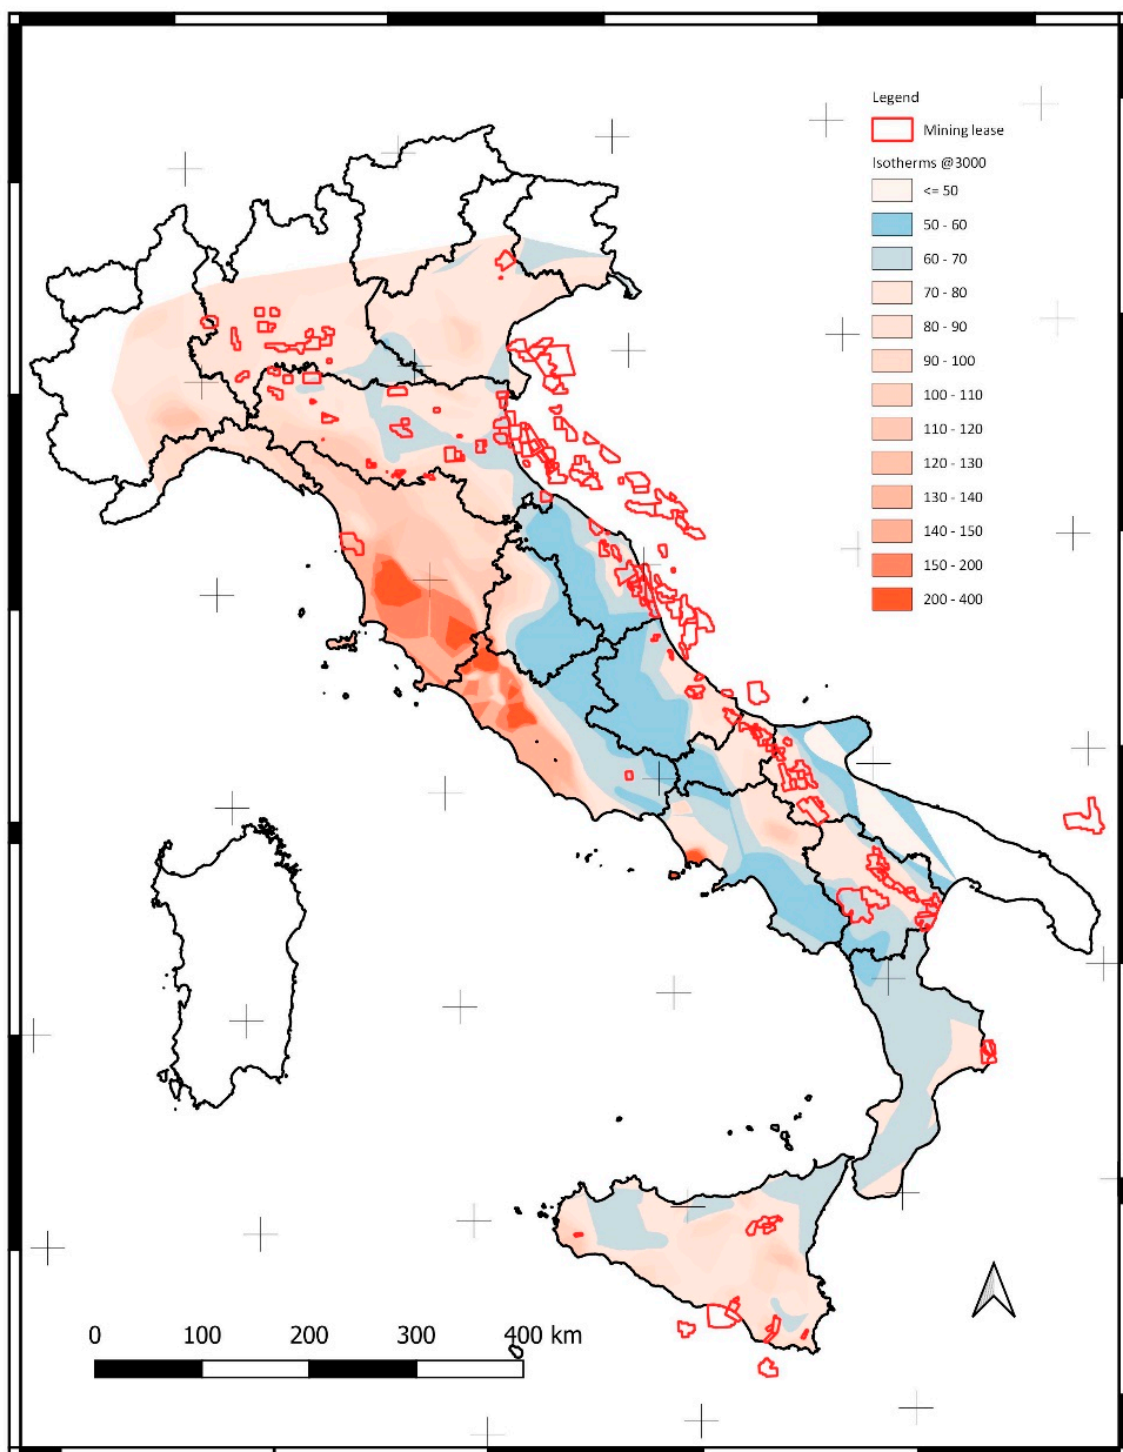 Legend
Mining lease
Isotherms @3000
<= 50
50 - 60
60 - 70
70 - 80
80 - 90
90 - 100
100 - 110
110 - 120
120 - 130
130 - 140
140 - 150
150 - 200
200 - 400
0 100 200 300 400 km